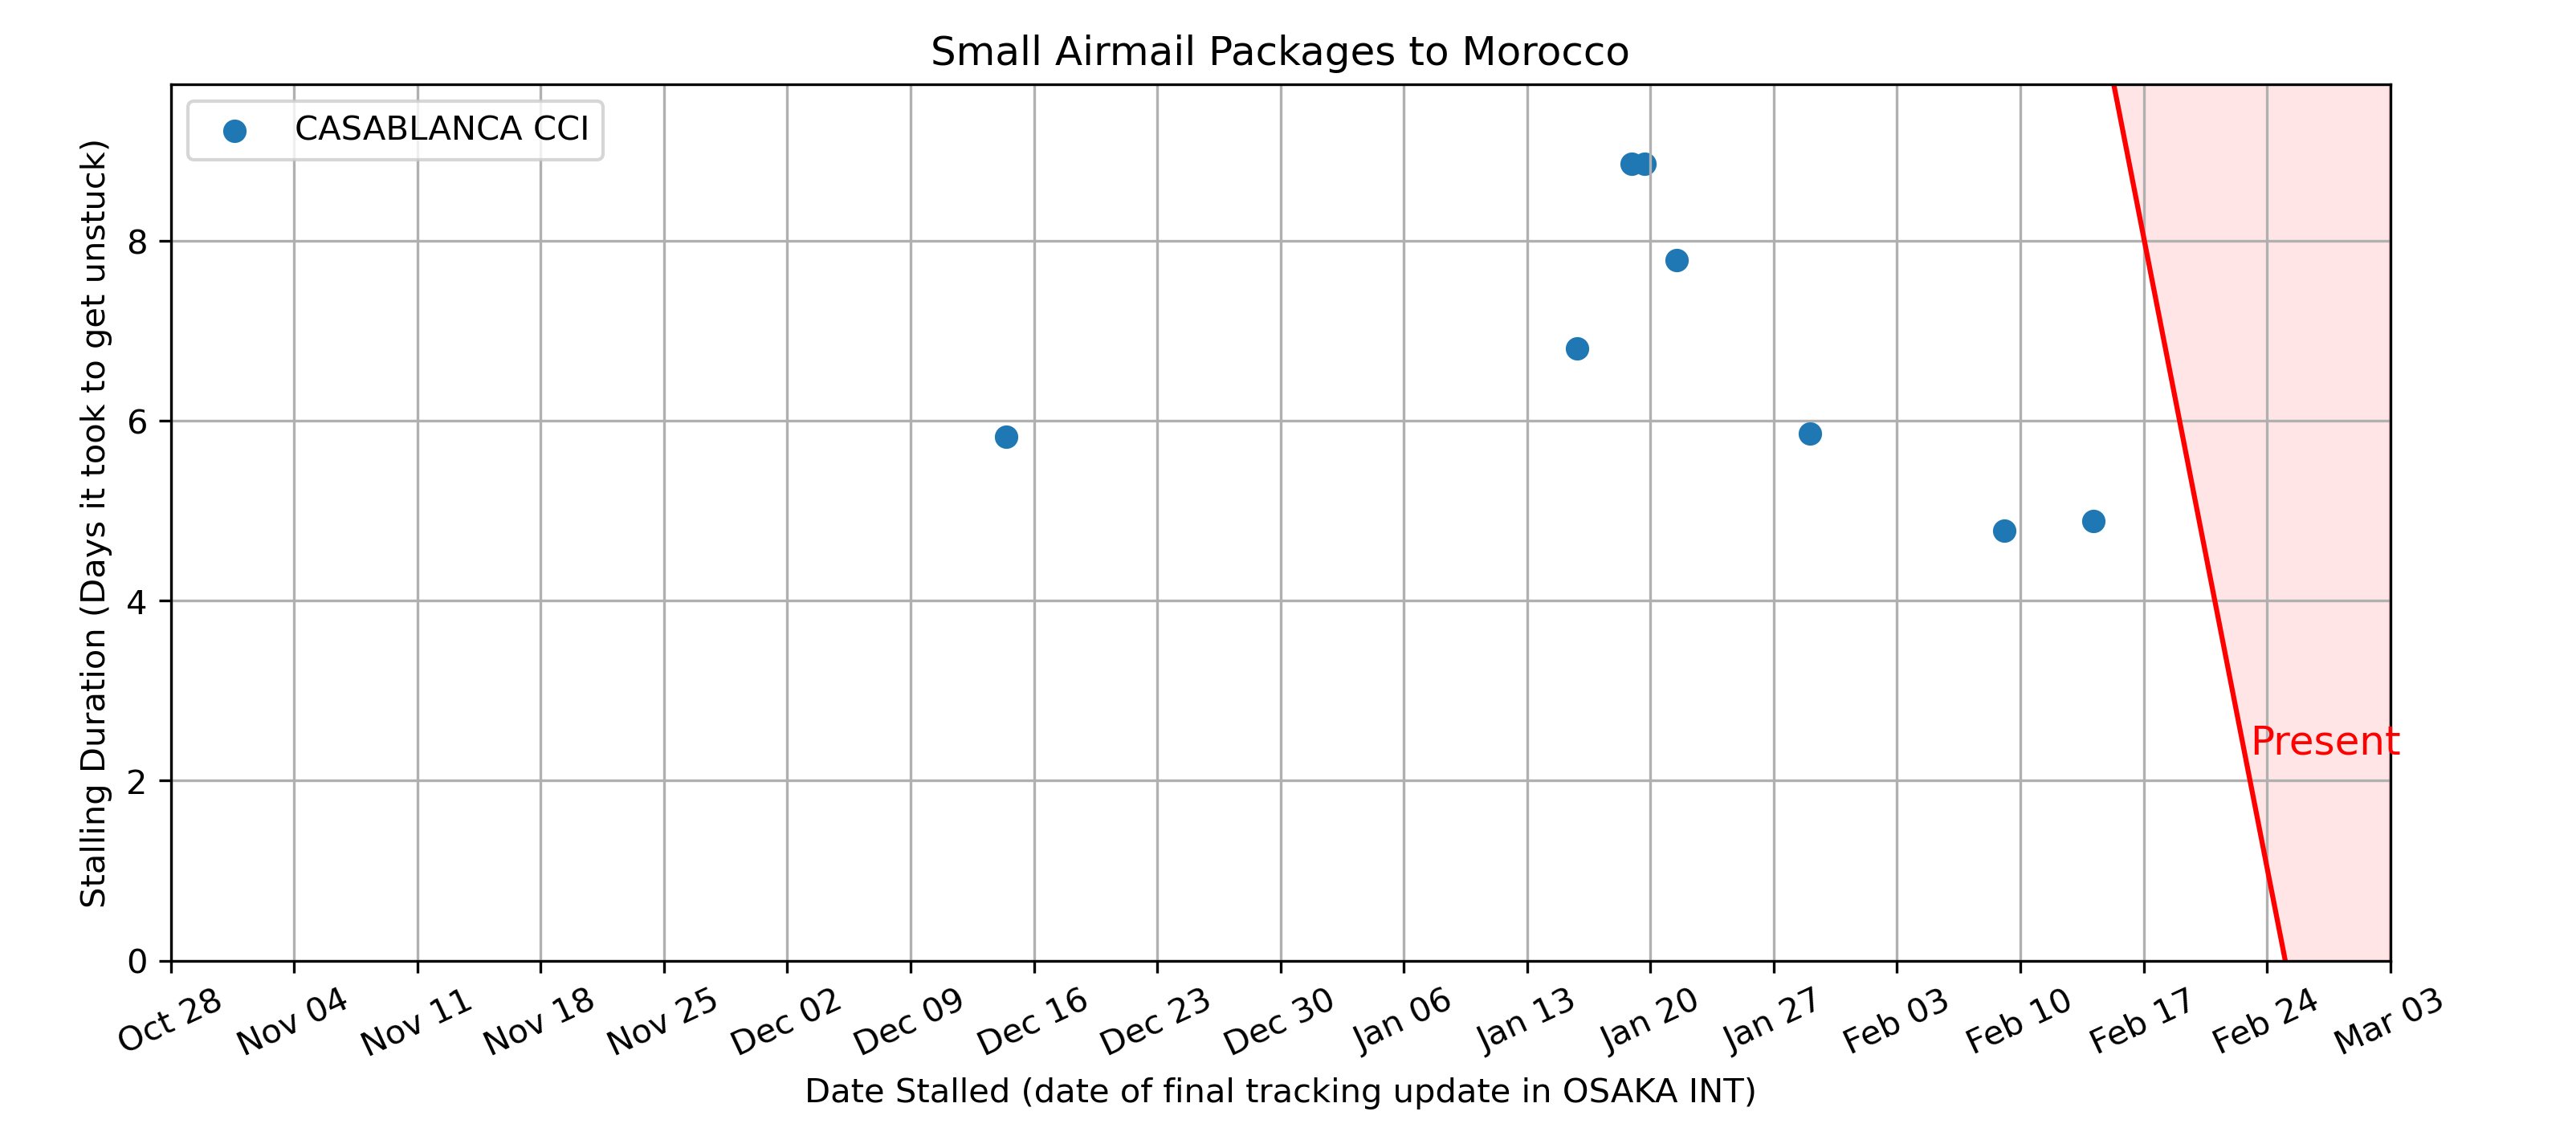 Small Airmail Packages to Morocco
CASABLANCA CCI
Stalling Duration (Days it took to get unstuck)
8
6
4
2
0
Present
Oct 28
Nov 04
Nov 11
Nov 18
Nov 25
Dec 02
Dec 09
Dec 16
Dec 23
Dec 30
Jan 06
Jan 13
Jan 20
Jan 27
Feb 03
Feb 10
Feb 17
Feb 24
Mar 03
Date Stalled (date of final tracking update in OSAKA INT)